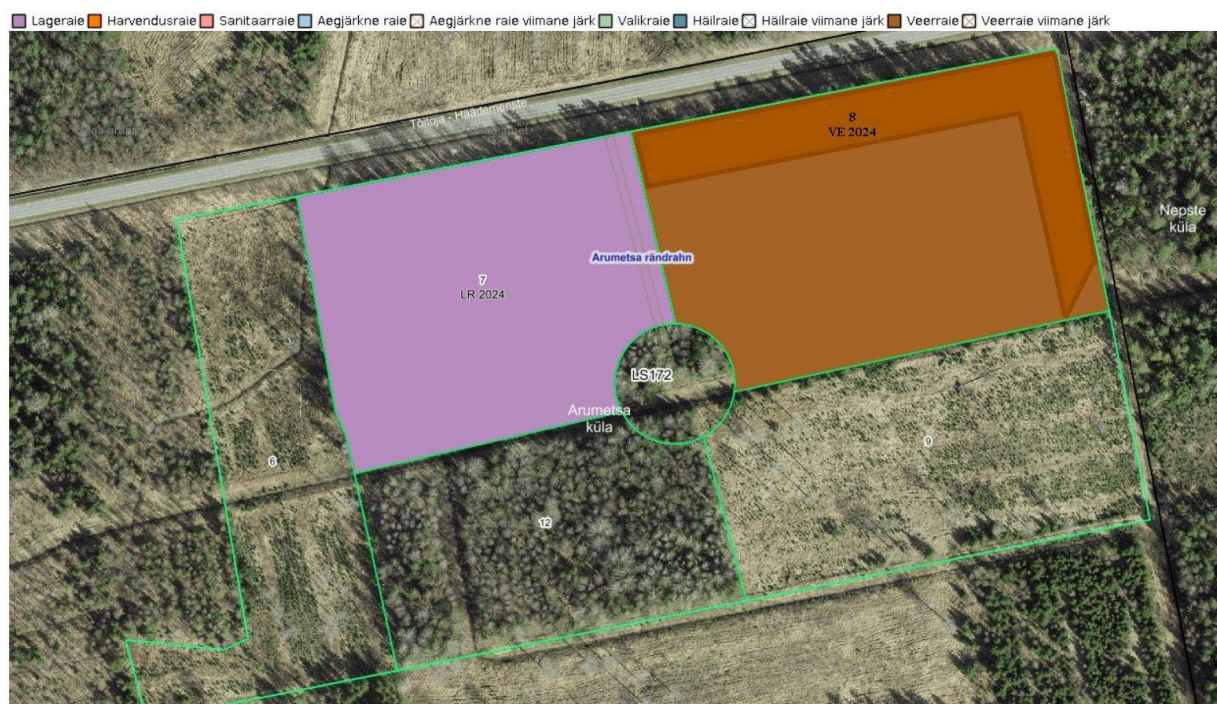 Lageraie Harvendusraie Sanitaarraie Aegjärkne raie Aegjärkne raie viimane järk Valikraie Häilraie Häilraie viimane järk Veerraie Veerraie viimane järk
Tõitoja - Häädemeeste
8
VE 2024
Nepste
küla
Arumetsa rändrahn
7
LR 2024
LS172
Arumetsa
küla
9
6
12